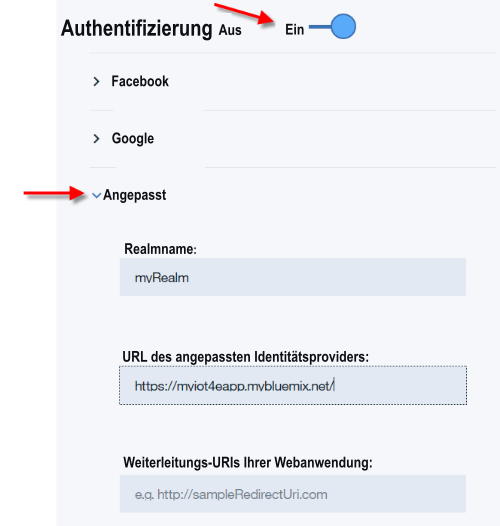 Authentifizierung Aus Ein
Facebook
Google
Angepasst
Realmname:
myRealm
URL des angepassten Identitätsproviders:
https://myiot4eapp.mybluemix.net/
Weiterleitungs-URIs Ihrer Webanwendung:
e.g. http://sampleRedirectUri.com